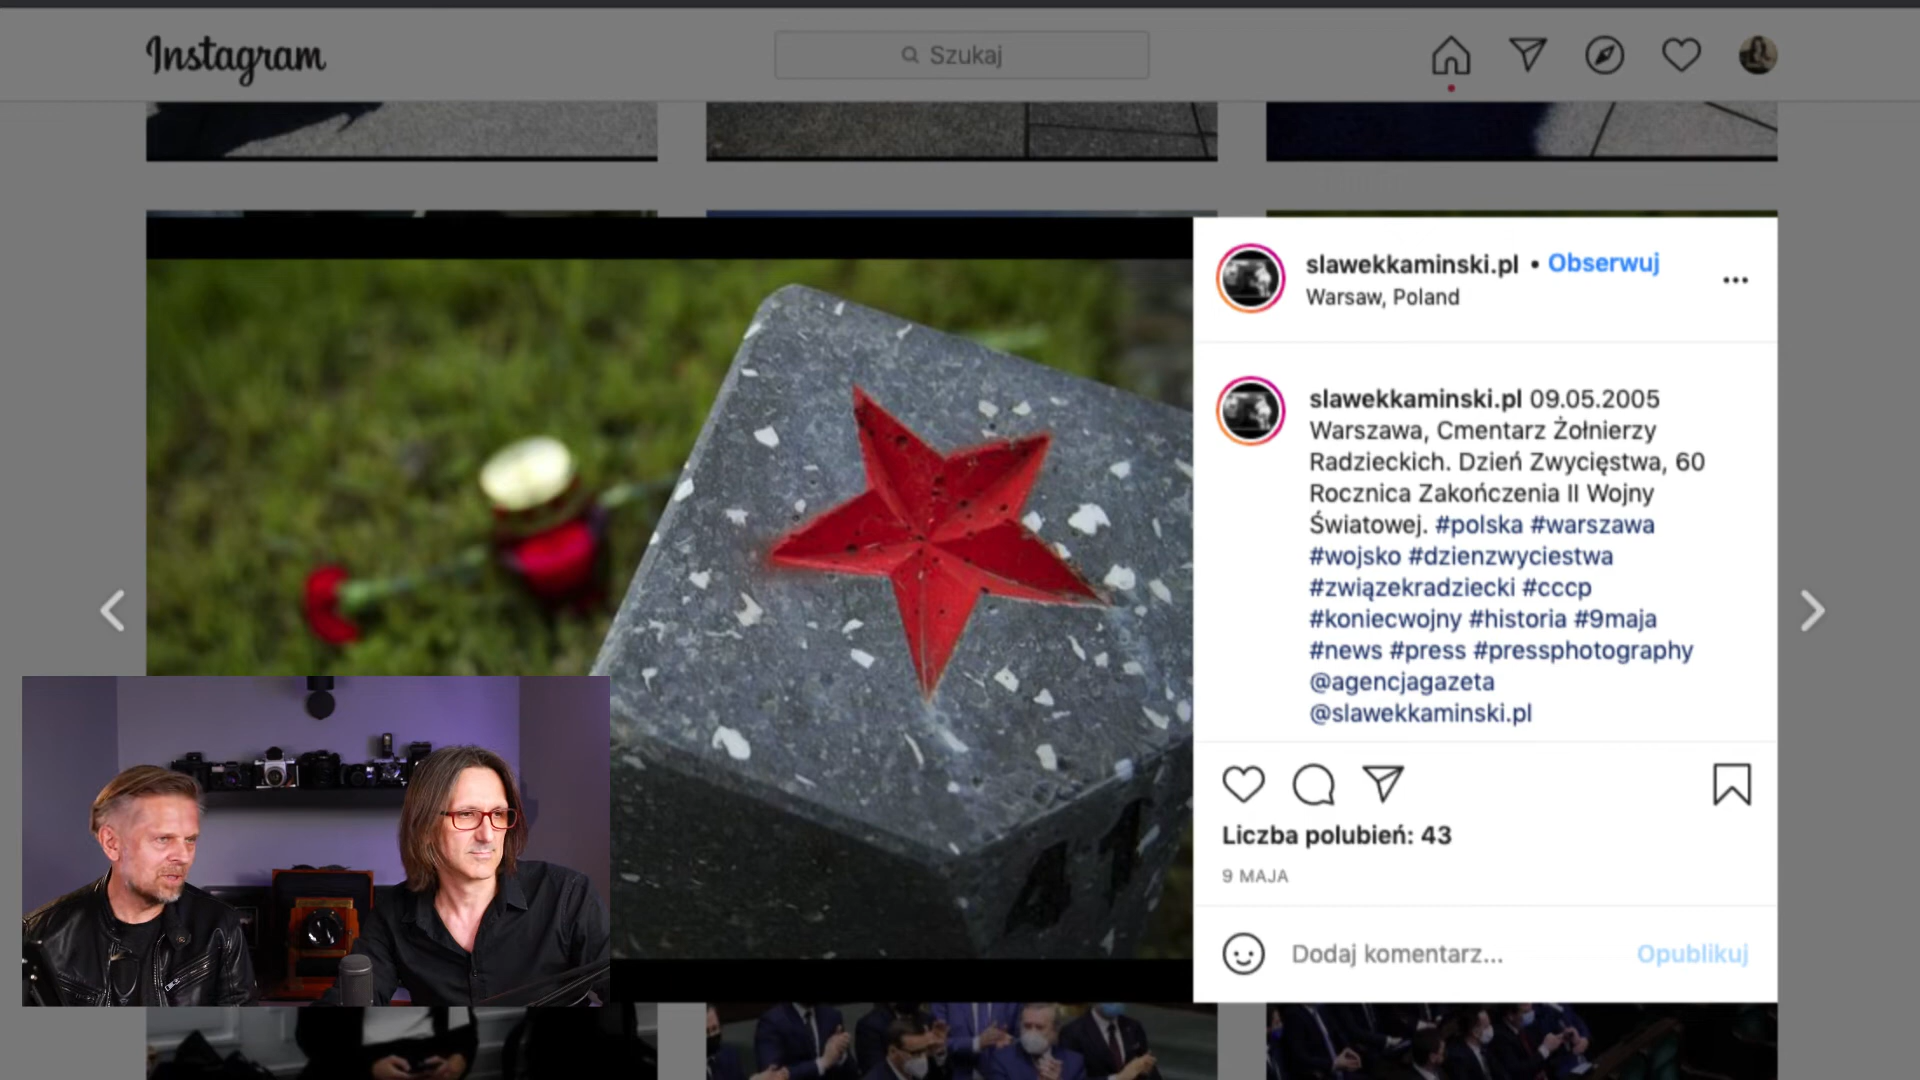 Instagram
Szukaj
slawekkaminski.pl • Obserwuj
Warsaw, Poland
slawekkaminski.pl 09.05.2005
Warszawa, Cmentarz Żołnierzy
Radzieckich. Dzień Zwycięstwa, 60
Rocznica Zakończenia II Wojny
Światowej. #polska #warszawa
#wojsko #dzienzwyciestwa
#związekradziecki #cccp
#koniecwojny #historia #9maja
#news #press #pressphotography
@agencjagazeta
@slawekkaminski.pl
Liczba polubień: 43
9 MAJA
Dodaj komentarz...
Opublikuj